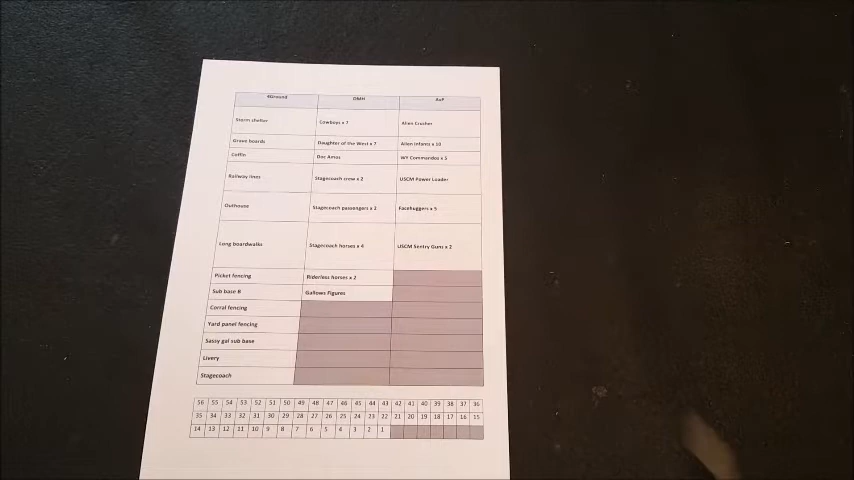 4Ground DMH AvP
Storm shelter Cowboys x 7 Alien Crusher
Grave boards Daughter of the West x 7 Alien Infants x 10
Coffin Doc Amos WY Commandos x 5
Railway lines Stagecoach crew x 2 USCM Power Loader
Outhouse Stagecoach passengers x 2 Facehuggers x 5
Long boardwalks Stagecoach horses x 4 USCM Sentry Guns x 2
Picket fencing Riderless horses x 2
Sub base B Gallows Figures
Corral fencing
Yard panel fencing
Sassy gal sub base
Livery
Stagecoach
56 55 54 53 52 51 50 49 48 47 46 45 44 43 42 41 40 39 38 37 36
35 34 33 32 31 30 29 28 27 26 25 24 23 22 21 20 19 18 17 16 15
14 13 12 11 10 9 8 7 6 5 4 3 2 1